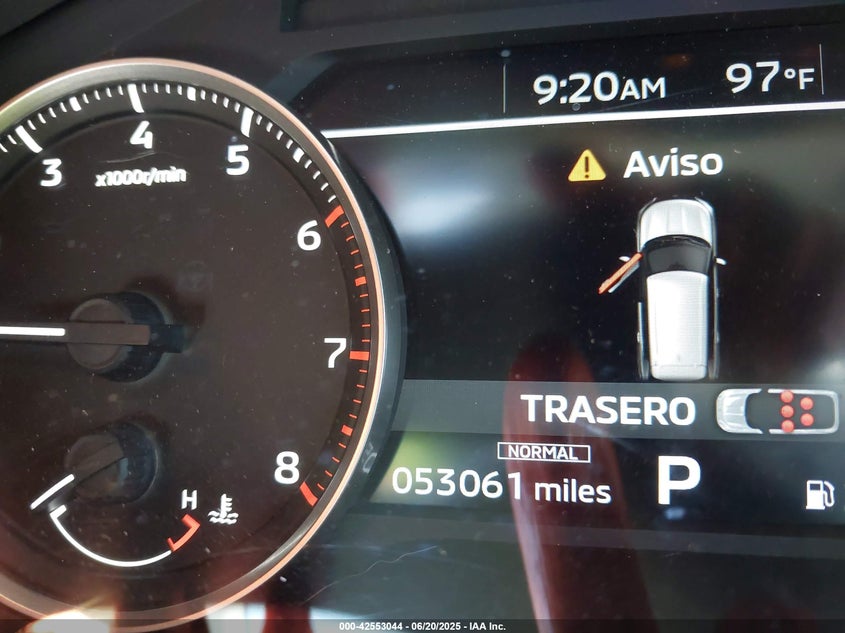 9:20AM 97°F
Aviso
3 4 5 6 7 8
x1000r/min
TRASERO
NORMAL
053061 miles P
H
000-42553044 - 06/20/2025 - IAA Inc.